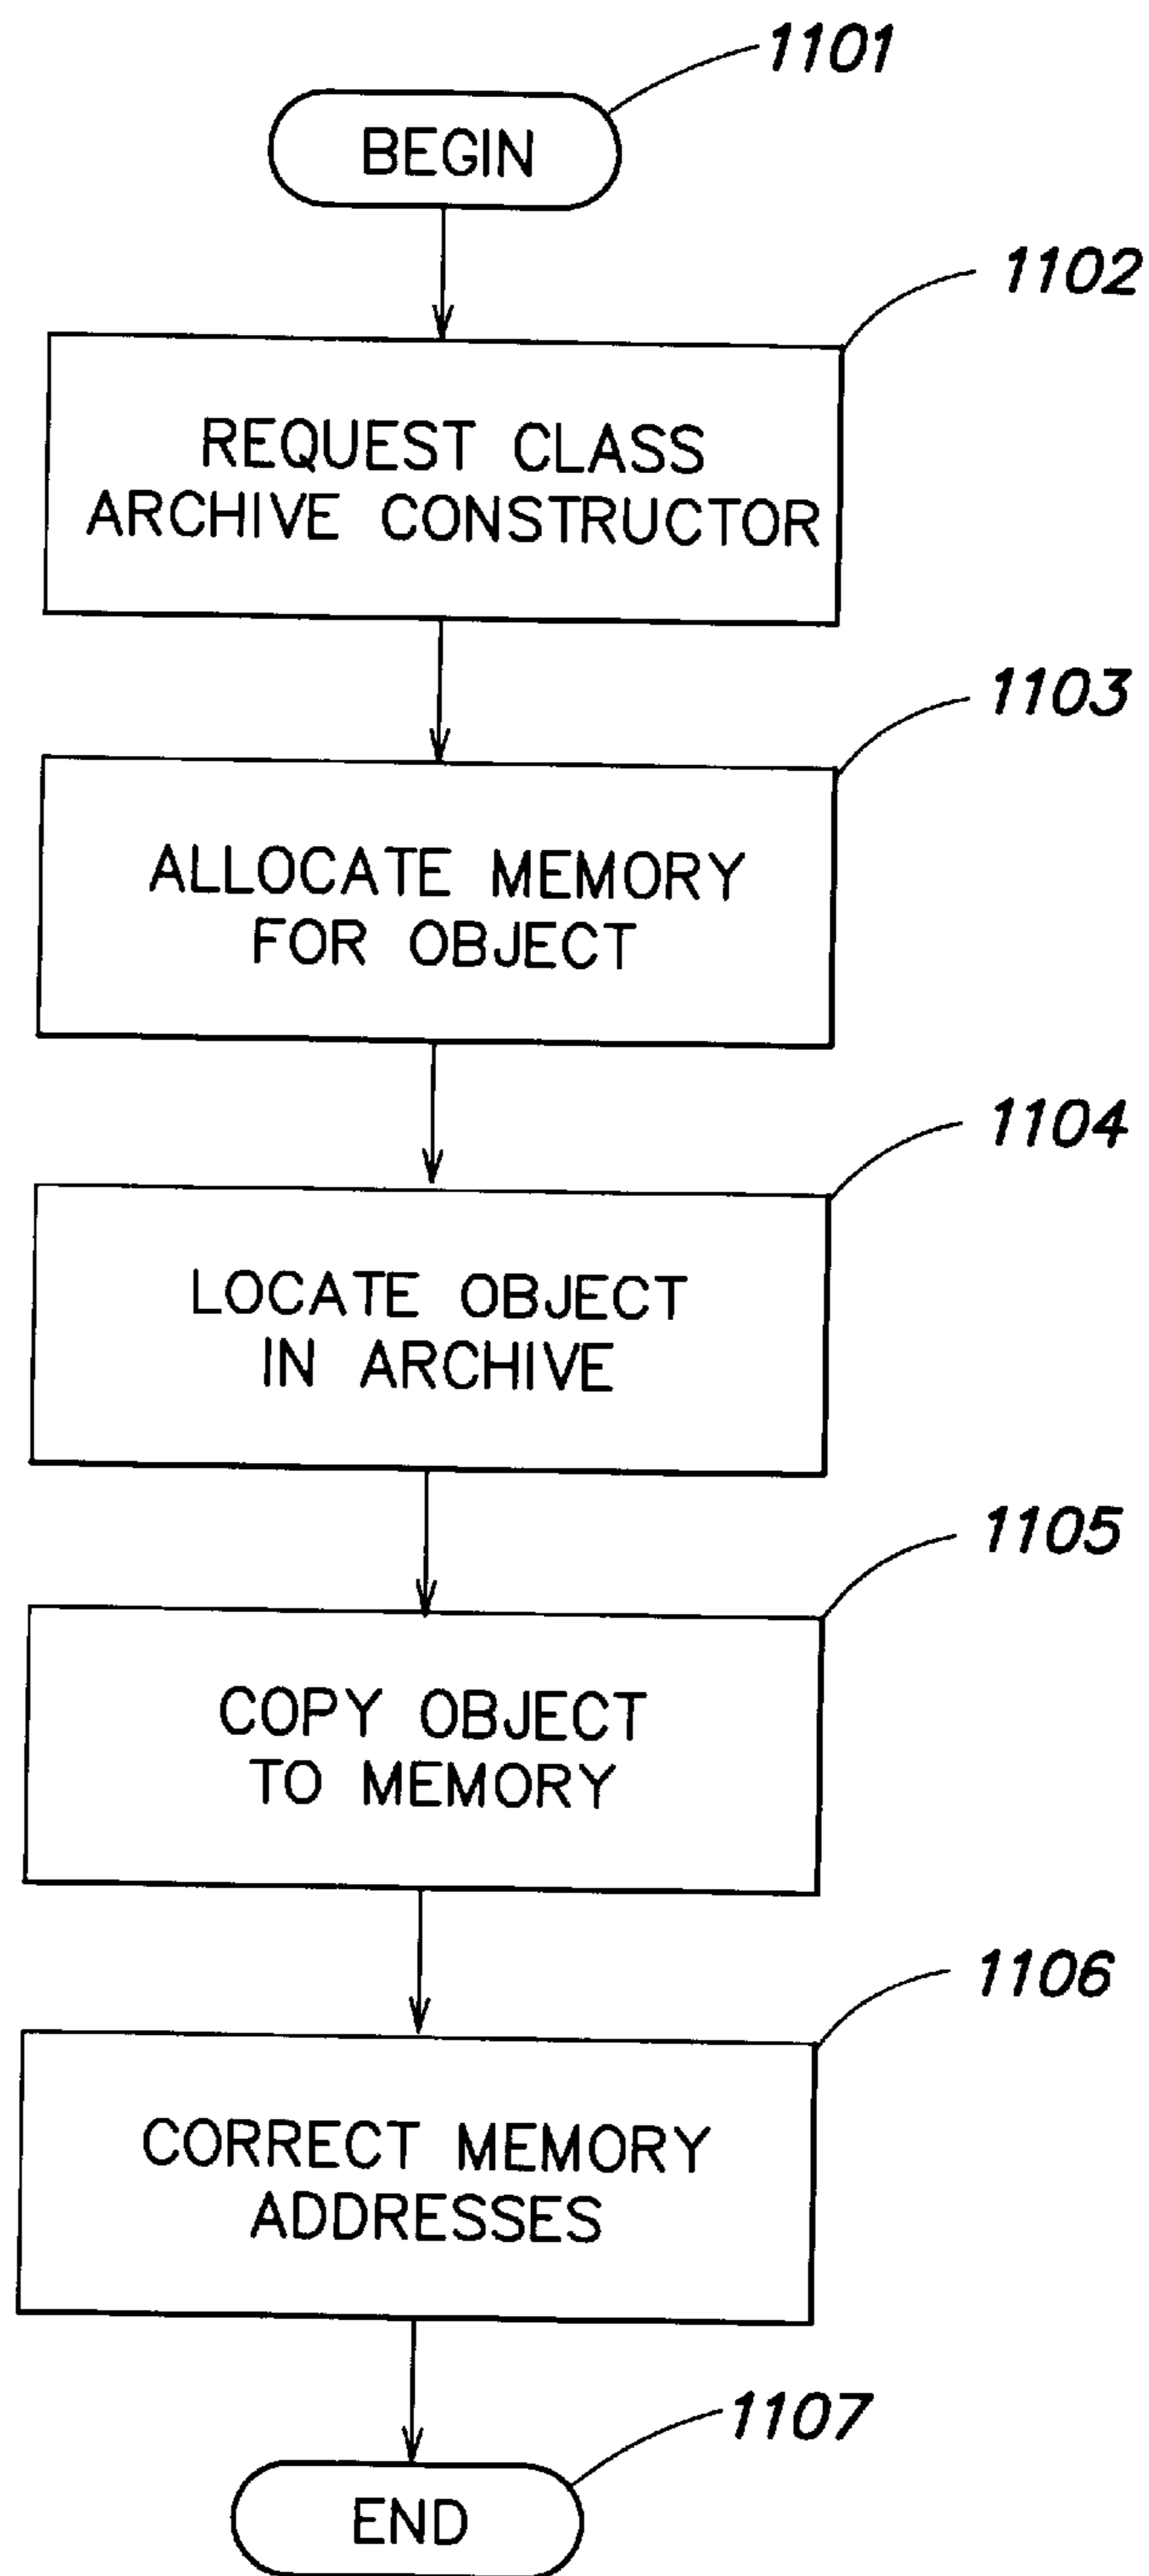 1101
BEGIN
1102
REQUEST CLASS
ARCHIVE CONSTRUCTOR
1103
ALLOCATE MEMORY
FOR OBJECT
1104
LOCATE OBJECT
IN ARCHIVE
1105
COPY OBJECT
TO MEMORY
1106
CORRECT MEMORY
ADDRESSES
1107
END